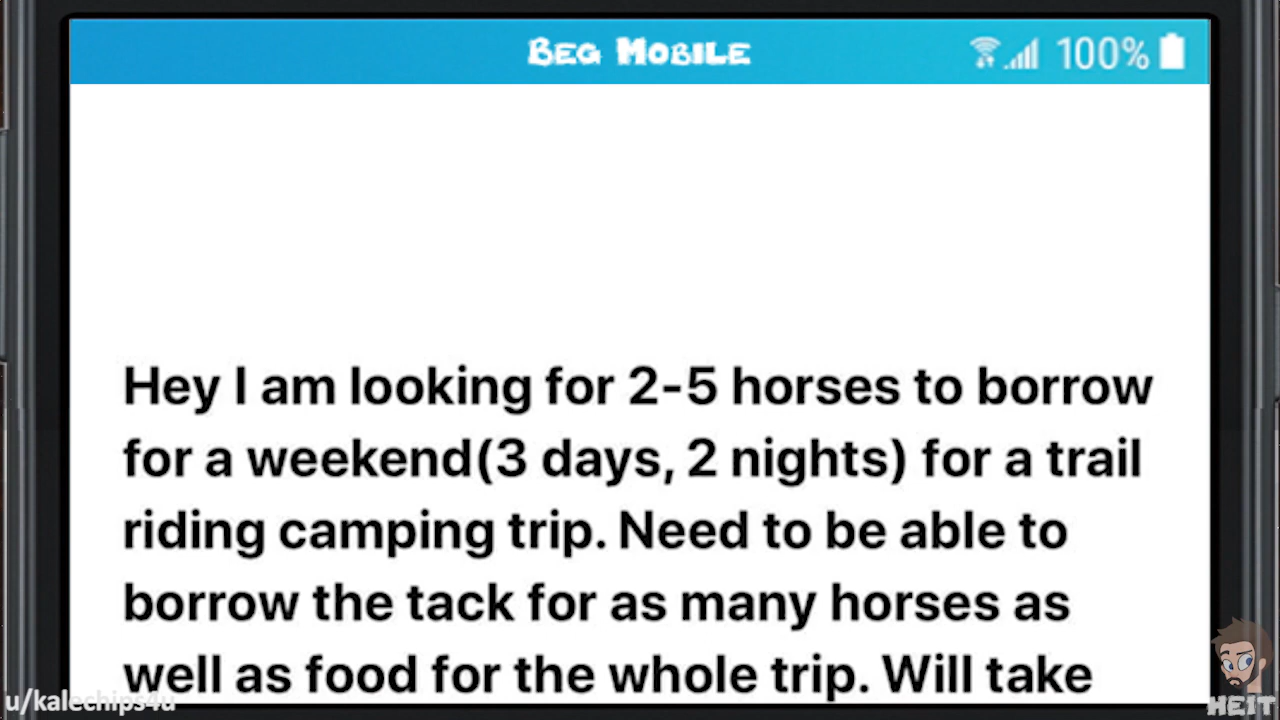 Beg Mobile
100%
Hey I am looking for 2-5 horses to borrow
for a weekend(3 days, 2 nights) for a trail
riding camping trip. Need to be able to
borrow the tack for as many horses as
well as food for the whole trip. Will take
u/kalechips4u
HEIT